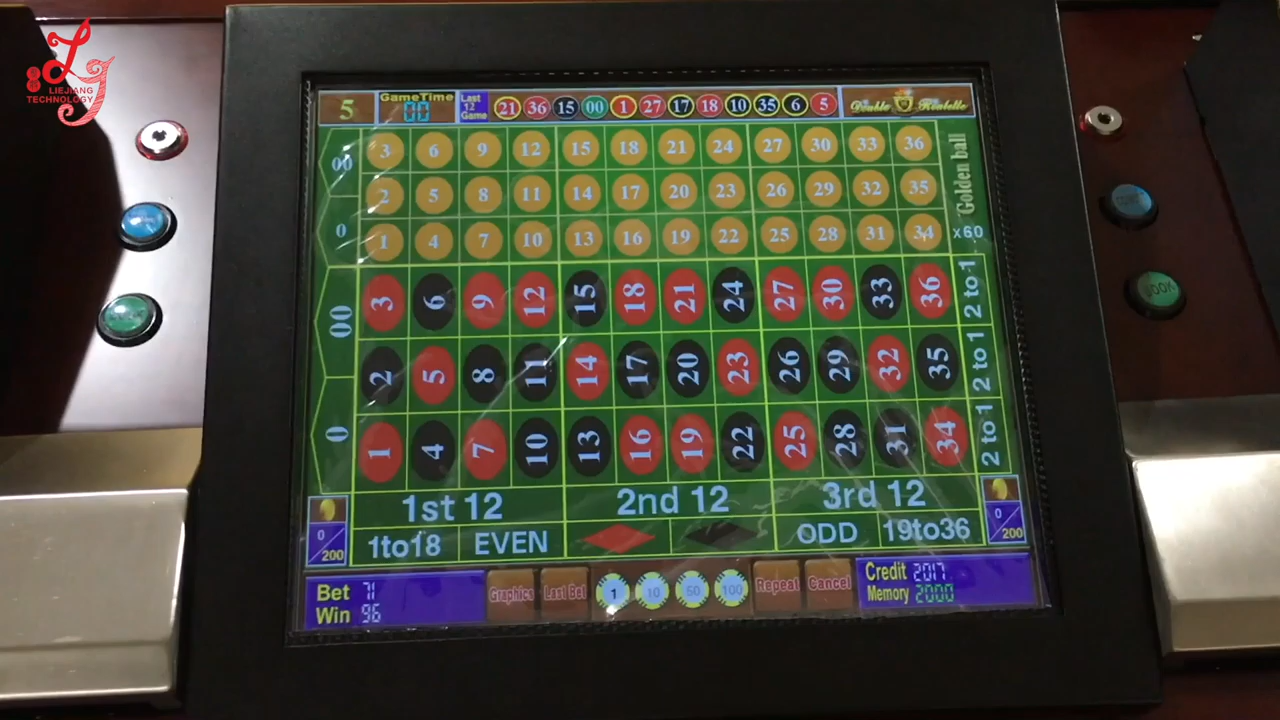 LIEJIANG
TECHNOLOGY
5
GameTime
00
Last
12
Game
21 36 15 00 1 27 17 18 10 35 6 5
Double Roulette
00
3 6 9 12 15 18 21 24 27 30 33 36
2 5 8 11 14 17 20 23 26 29 32 35
0
1 4 7 10 13 16 19 22 25 28 31 34
Golden ball
x60
00
3 6 9 12 15 18 21 24 27 30 33 36
2 to 1
2 5 8 11 14 17 20 23 26 29 32 35
2 to 1
0
1 4 7 10 13 16 19 22 25 28 31 34
2 to 1
1st 12
2nd 12
3rd 12
0
200
1to18
EVEN
ODD
19to36
0
200
Bet 71
Win 96
Graphics
Last Bet
1
10
50
100
Repeat
Cancel
Credit 2017
Memory 2000